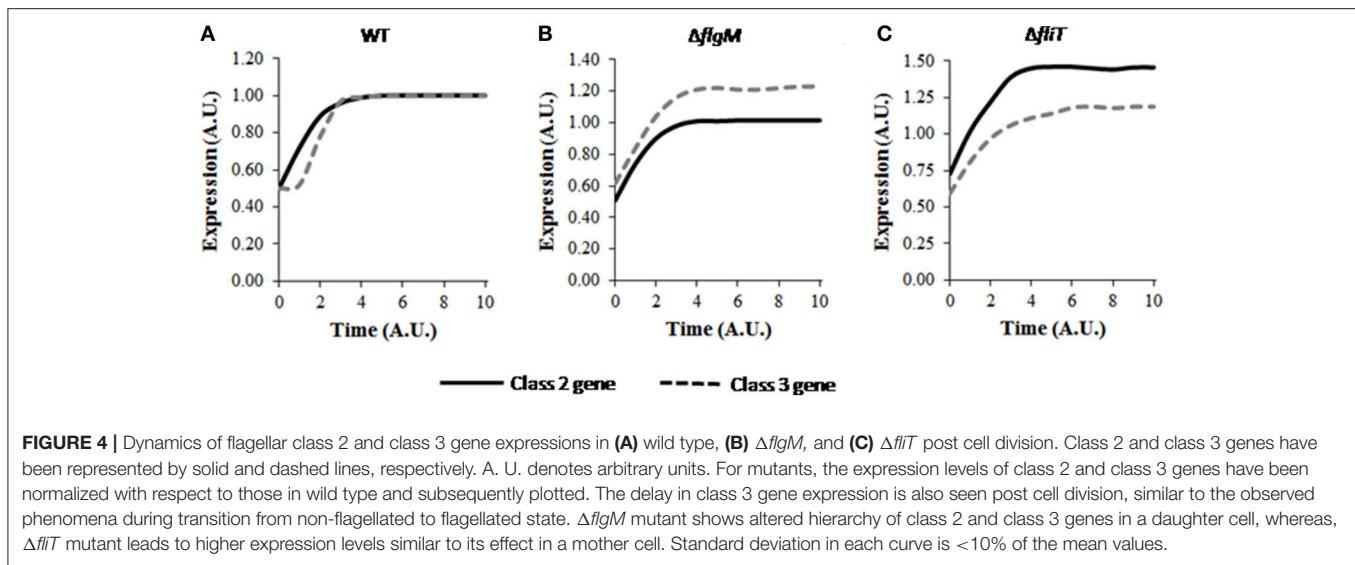 A WT
B ΔflgM
C ΔfliT
1.20
1.00
0.80
0.60
0.40
0.20
0.00
Expression (A.U.)
0 2 4 6 8 10
Time (A.U.)
1.40
1.20
1.00
0.80
0.60
0.40
0.20
0.00
Expression (A.U.)
0 2 4 6 8 10
Time (A.U.)
1.50
1.25
1.00
0.75
0.50
0.25
0.00
Expression (A.U.)
0 2 4 6 8 10
Time (A.U.)
Class 2 gene Class 3 gene
FIGURE 4 | Dynamics of flagellar class 2 and class 3 gene expressions in (A) wild type, (B) ΔflgM, and (C) ΔfliT post cell division. Class 2 and class 3 genes have
been represented by solid and dashed lines, respectively. A. U. denotes arbitrary units. For mutants, the expression levels of class 2 and class 3 genes have been
normalized with respect to those in wild type and subsequently plotted. The delay in class 3 gene expression is also seen post cell division, similar to the observed
phenomena during transition from non-flagellated to flagellated state. ΔflgM mutant shows altered hierarchy of class 2 and class 3 genes in a daughter cell, whereas,
ΔfliT mutant leads to higher expression levels similar to its effect in a mother cell. Standard deviation in each curve is <10% of the mean values.